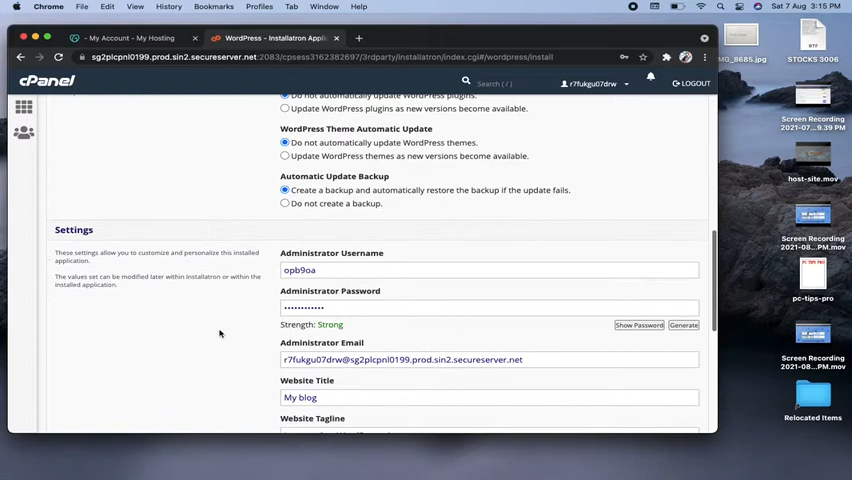 Chrome File Edit View History Bookmarks Profiles Tab Window Help Sat 7 Aug 3:15 PM
- My Account - My Hosting WordPress – Installatron Applic
sg2plcpnl0199.prod.sin2.secureserver.net:2083/cpsess3162382697/3rdparty/installatron/index.cgi#/wordpress/install
cPanel Search ( / ) r7fukgu07drw LOGOUT
Do not automatically update WordPress plugins.
Update WordPress plugins as new versions become available.
WordPress Theme Automatic Update
Do not automatically update WordPress themes.
Update WordPress themes as new versions become available.
Automatic Update Backup
Create a backup and automatically restore the backup if the update fails.
Do not create a backup.
Settings
These settings allow you to customize and personalize this installed
application.
The values set can be modified later within Installatron or within the
installed application.
Administrator Username
opb9oa
Administrator Password
Strength: Strong
Show Password Generate
Administrator Email
r7fukgu07drw@sg2plcpnl0199.prod.sin2.secureserver.net
Website Title
My blog
Website Tagline
MG_8685.jpg
RTF
STOCKS 3006
Screen Recording
2021-07...9.39 PM
host-site.mov
Screen Recording
2021-08...PM.mov
pc-tips-pro
Screen Recording
2021-08...PM.mov
Relocated Items